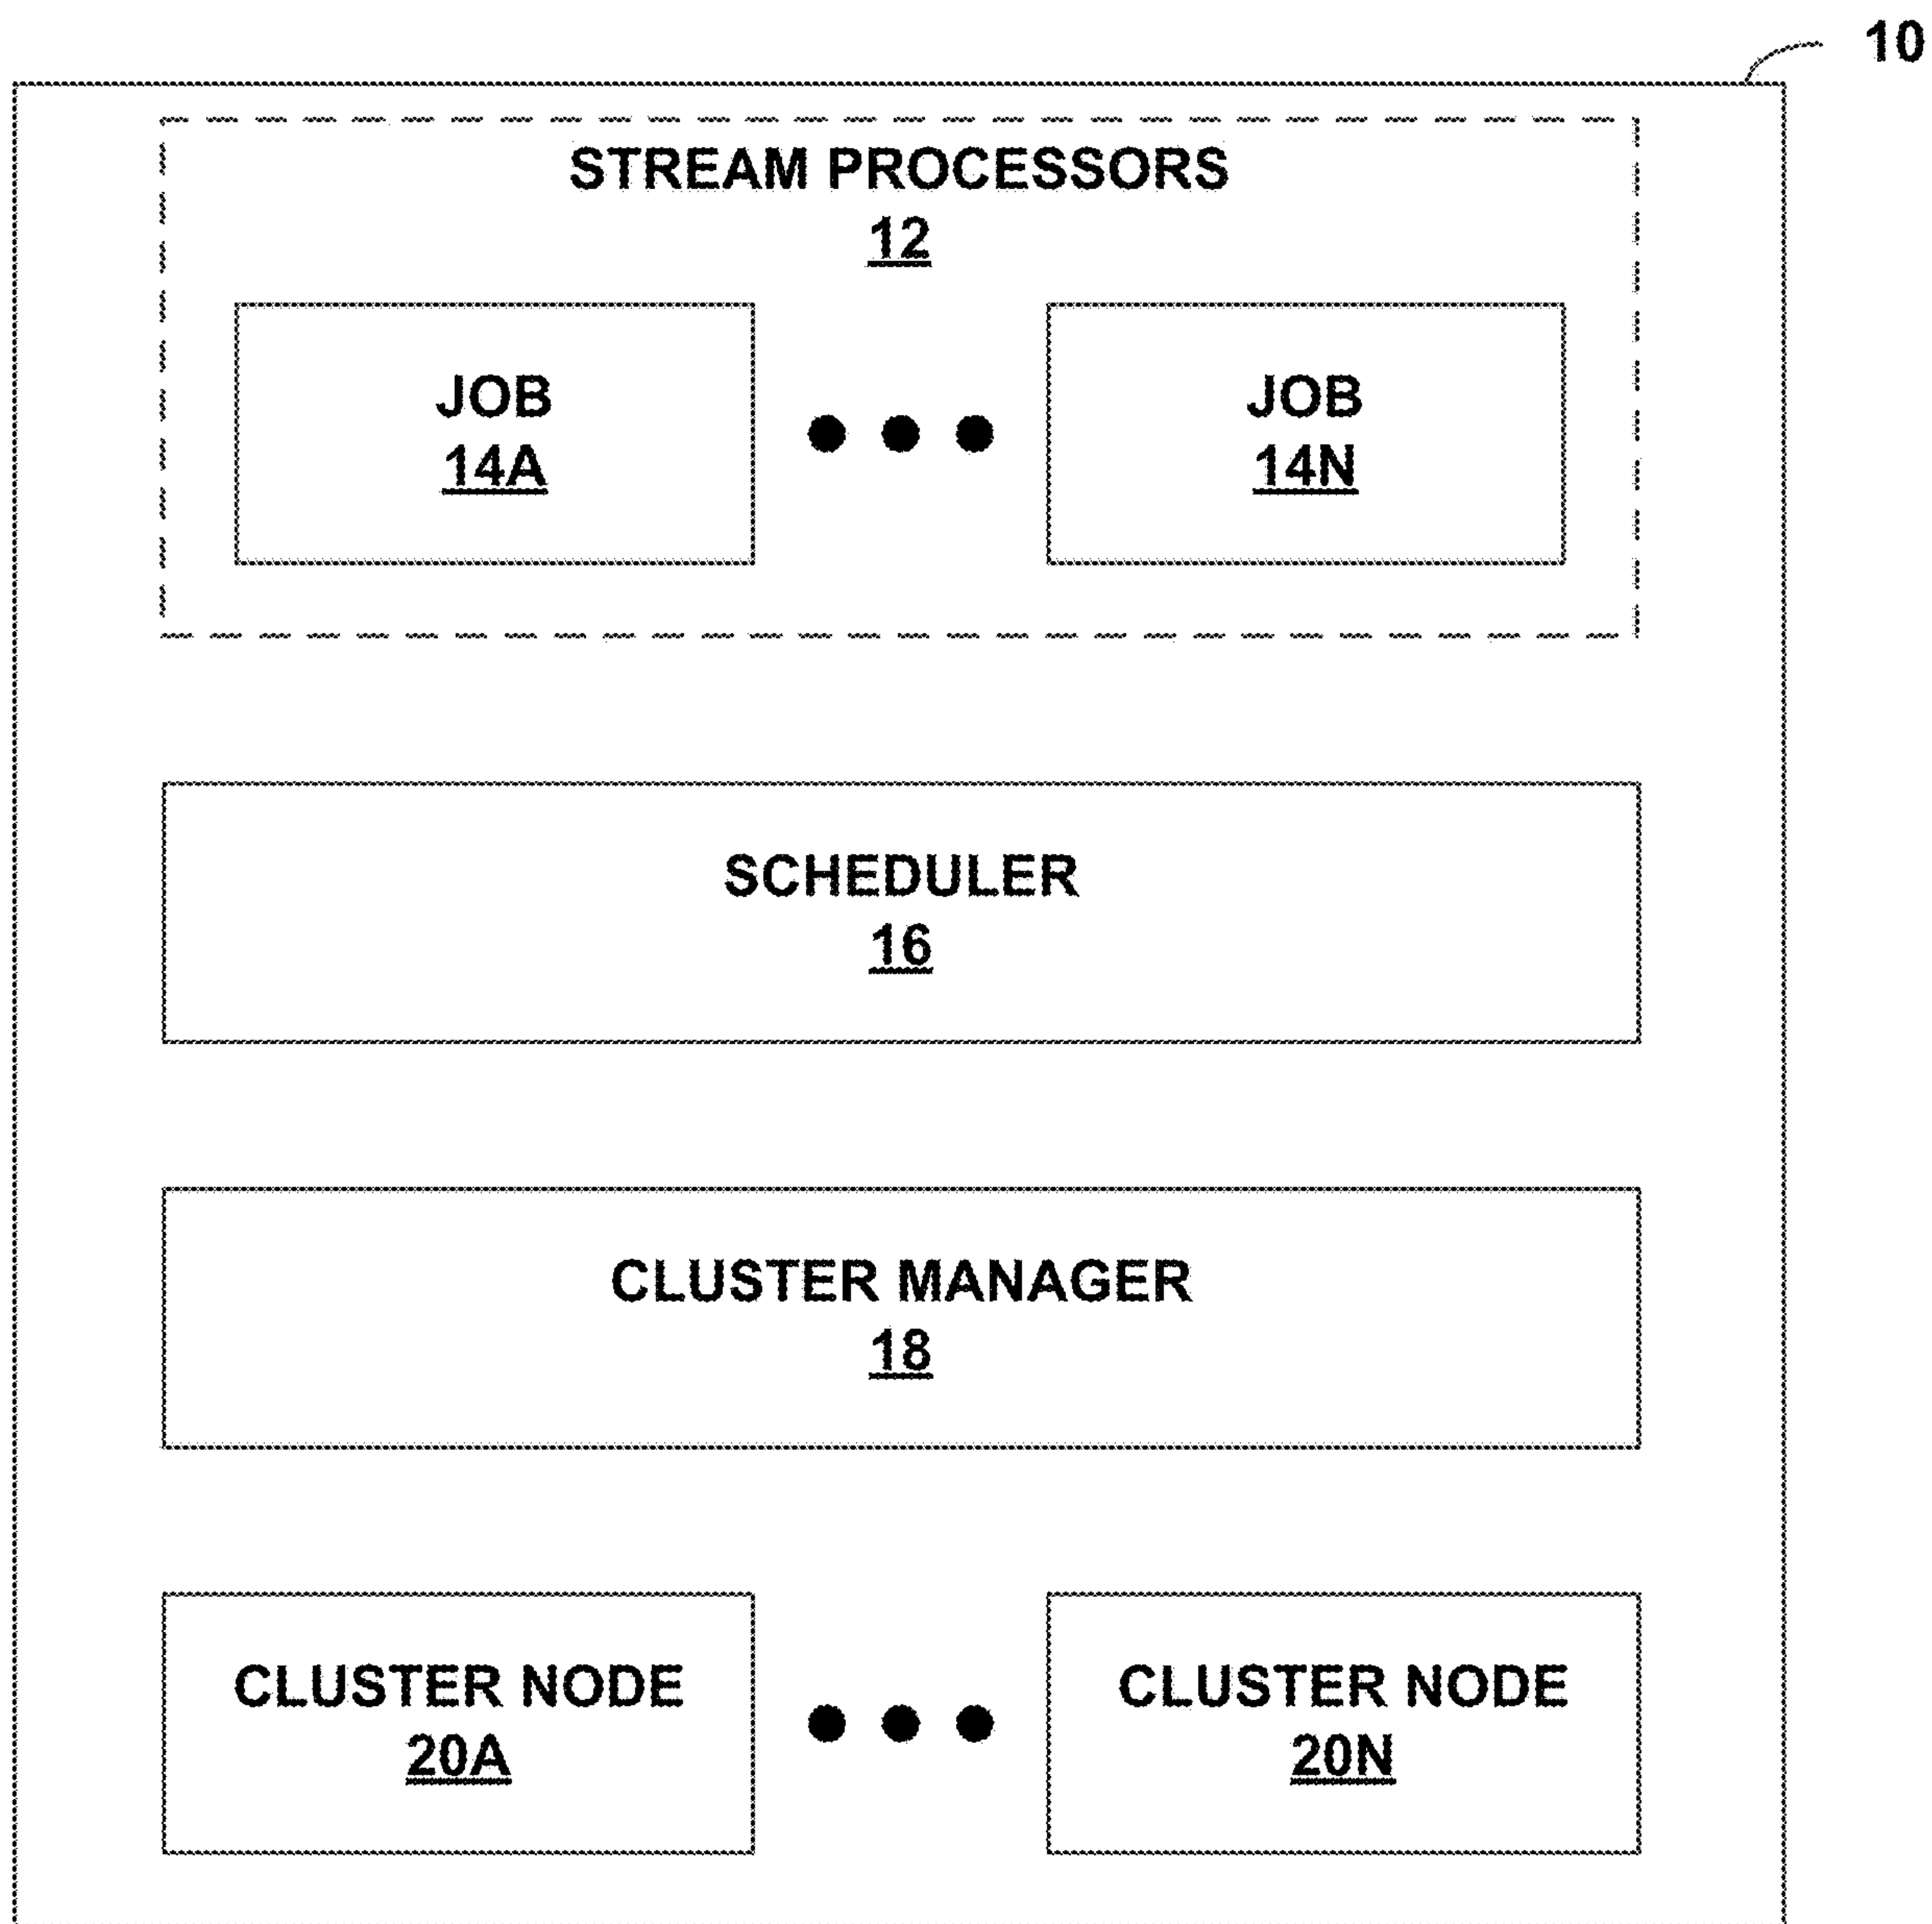 10
STREAM PROCESSORS
12
JOB
14A
JOB
14N
SCHEDULER
16
CLUSTER MANAGER
18
CLUSTER NODE
20A
CLUSTER NODE
20N